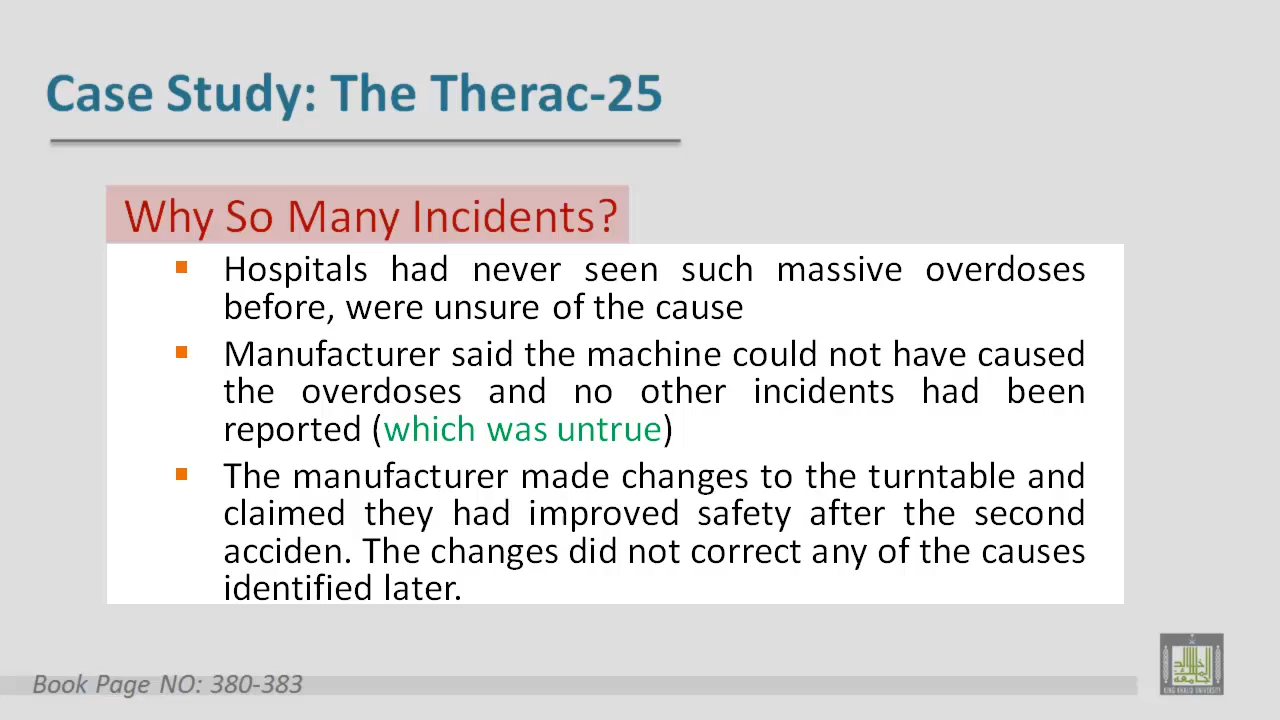 Case Study: The Therac-25
Why So Many Incidents?
▪ Hospitals had never seen such massive overdoses
before, were unsure of the cause
▪ Manufacturer said the machine could not have caused
the overdoses and no other incidents had been
reported (which was untrue)
▪ The manufacturer made changes to the turntable and
claimed they had improved safety after the second
acciden. The changes did not correct any of the causes
identified later.
Book Page NO: 380-383
KING KHALID UNIVERSITY